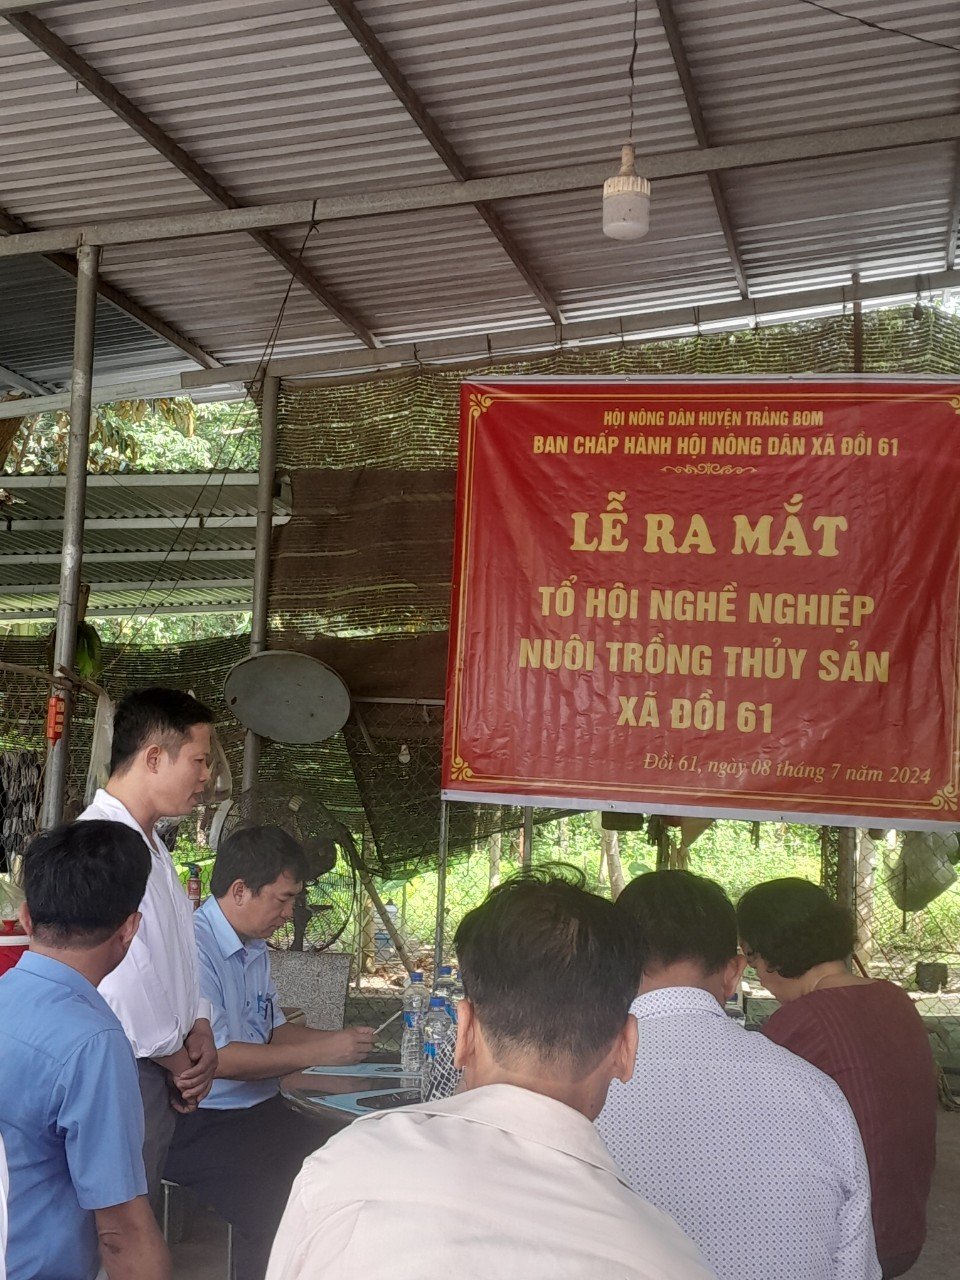 HỘI NÔNG DÂN HUYỆN TRẢNG BOM
BAN CHẤP HÀNH HỘI NÔNG DÂN XÃ ĐỒI 61
LỄ RA MẮT
TỔ HỘI NGHỀ NGHIỆP
NUÔI TRỒNG THỦY SẢN
XÃ ĐỒI 61
Đồi 61, ngày 08 tháng 7 năm 2024